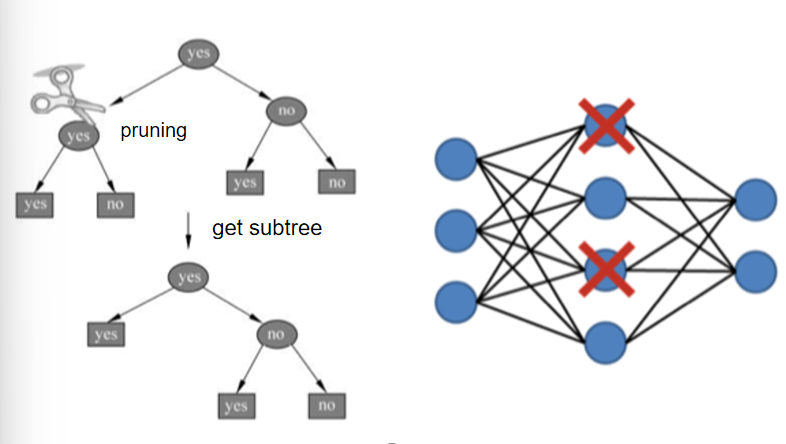 yes
no
yes
pruning
yes
no
yes
no
get subtree
yes
yes
no
yes
no